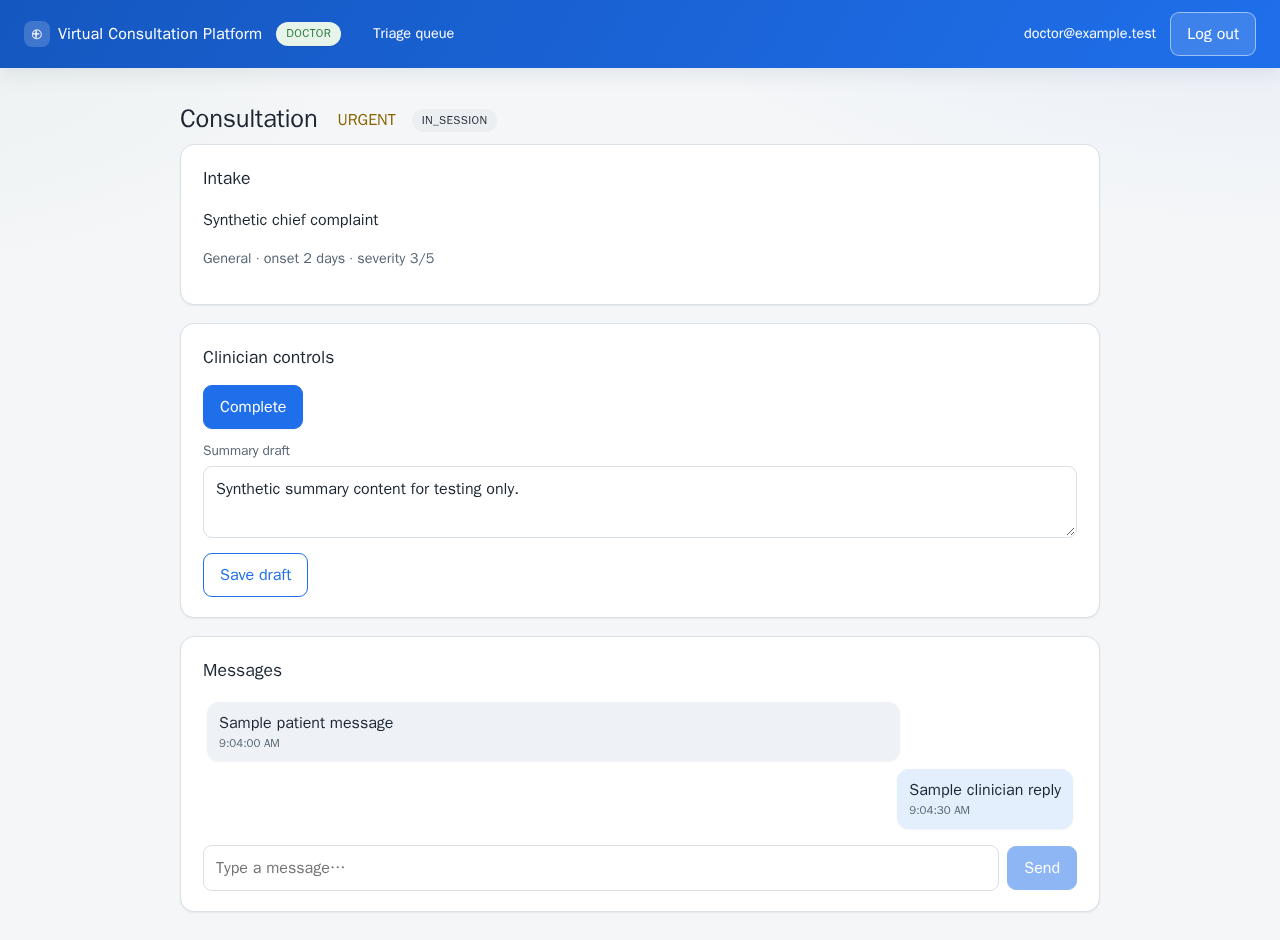 Virtual Consultation Platform DOCTOR Triage queue doctor@example.test Log out
Consultation URGENT IN_SESSION
Intake
Synthetic chief complaint
General · onset 2 days · severity 3/5
Clinician controls
Complete
Summary draft
Synthetic summary content for testing only.
Save draft
Messages
Sample patient message
9:04:00 AM
Sample clinician reply
9:04:30 AM
Type a message… Send